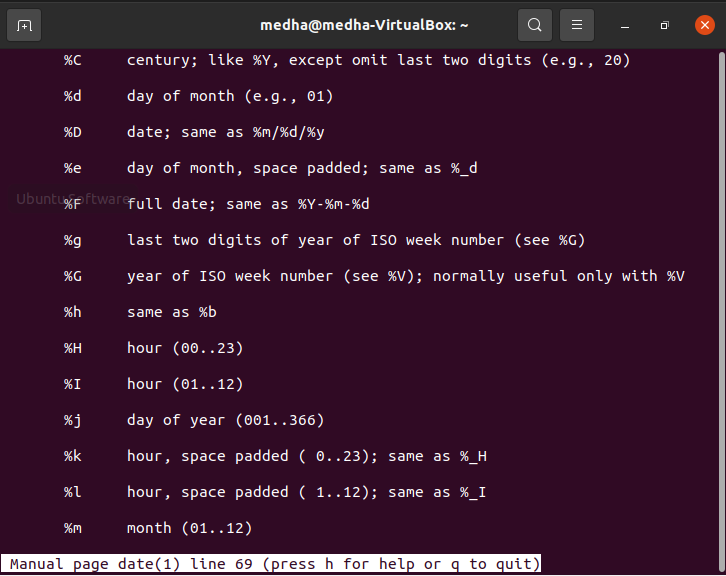 medha@medha-VirtualBox: ~
%C century; like %Y, except omit last two digits (e.g., 20)
%d day of month (e.g., 01)
%D date; same as %m/%d/%y
%e day of month, space padded; same as %_d
Ubuntu Software
%F full date; same as %Y-%m-%d
%g last two digits of year of ISO week number (see %G)
%G year of ISO week number (see %V); normally useful only with %V
%h same as %b
%H hour (00..23)
%I hour (01..12)
%j day of year (001..366)
%k hour, space padded ( 0..23); same as %_H
%l hour, space padded ( 1..12); same as %_I
%m month (01..12)
Manual page date(1) line 69 (press h for help or q to quit)